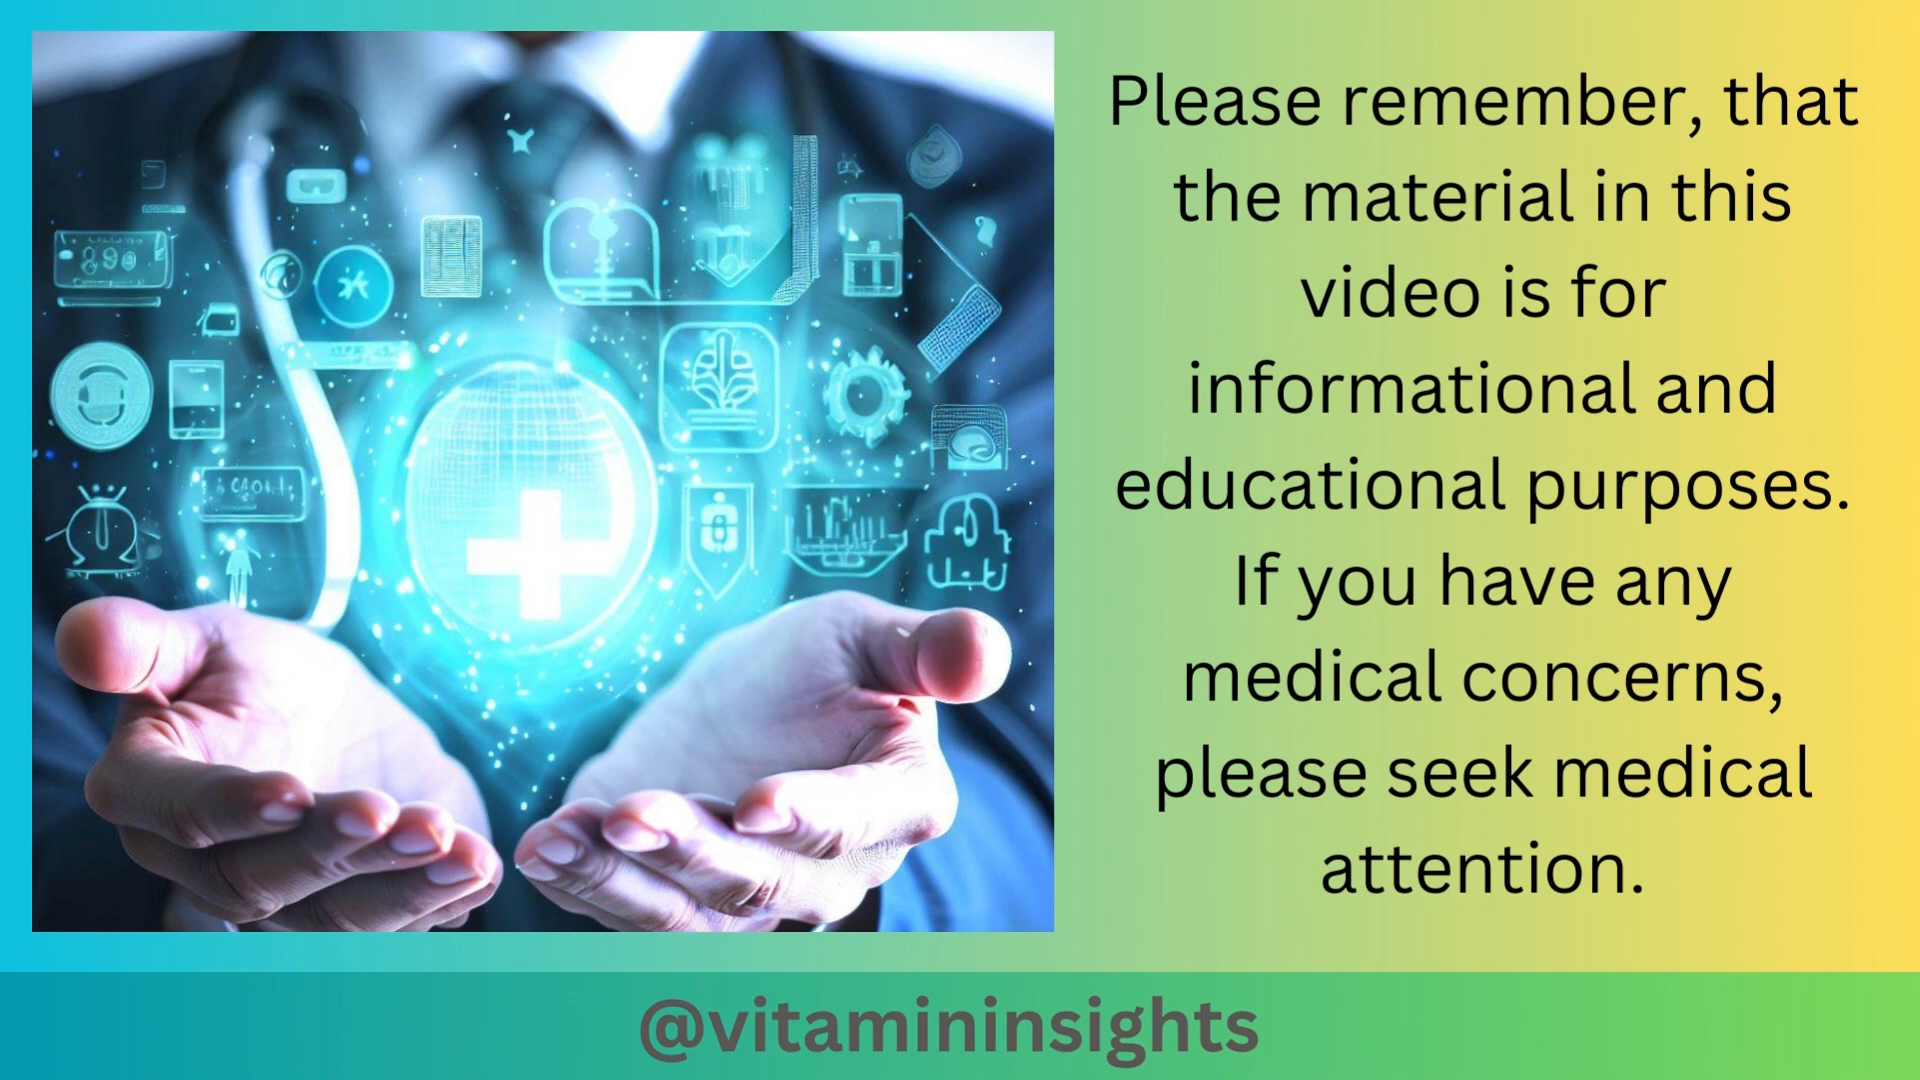 Please remember, that
the material in this
video is for
informational and
educational purposes.
If you have any
medical concerns,
please seek medical
attention.
@vitamininsights